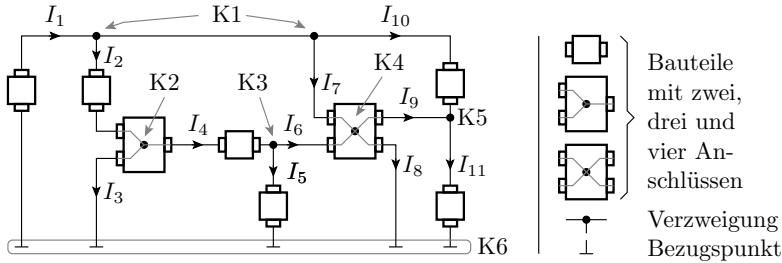 I1 K1 I10
I2 K2 K3 I7 K4
I4 I6 I9 K5
I3 I5 I8 I11
K6
Bauteile
mit zwei,
drei und
vier An-
schlüssen
Verzweigung
Bezugspunkt